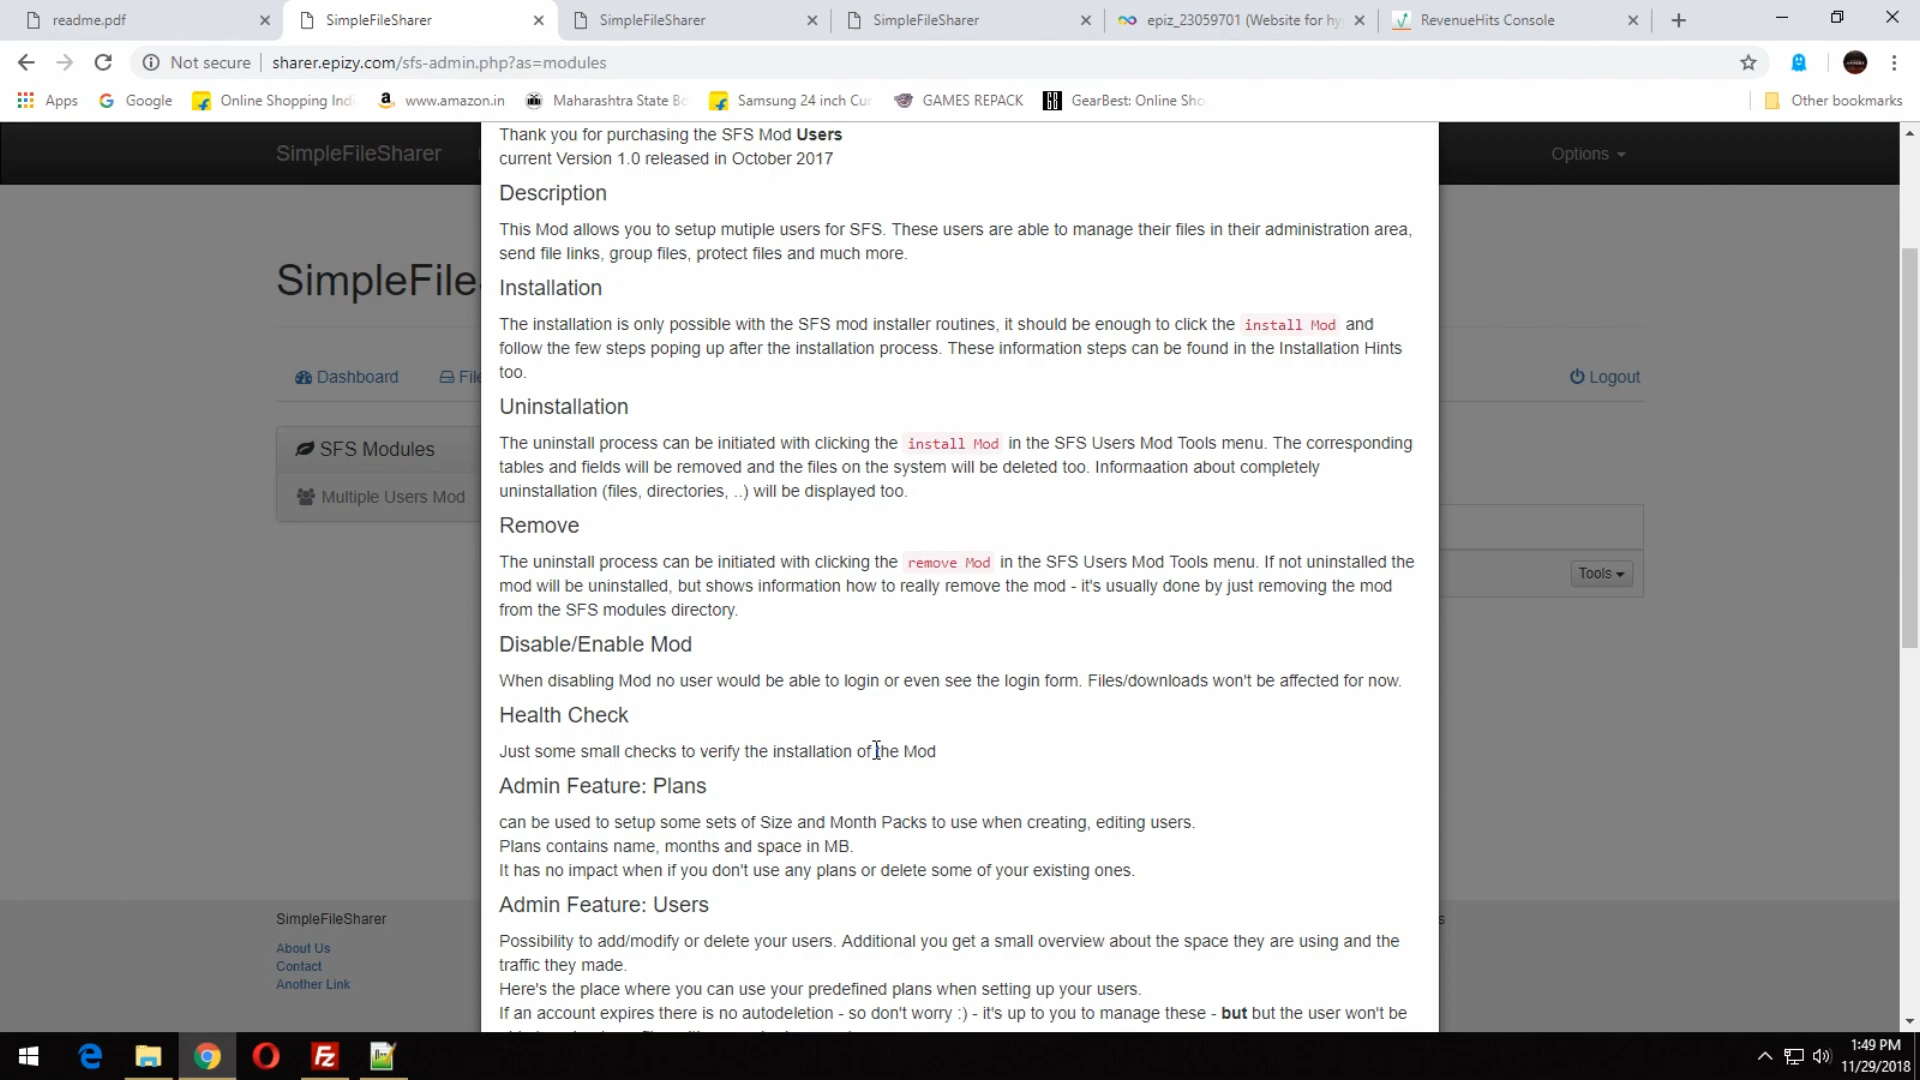 readme.pdf
SimpleFileSharer
SimpleFileSharer
SimpleFileSharer
epiz_23059701 (Website for hy
RevenueHits Console
Not secure
sharer.epizy.com/sfs-admin.php?as=modules
Apps
Google
Online Shopping Indi
www.amazon.in
Maharashtra State Bo
Samsung 24 inch Cur
GAMES REPACK
GearBest: Online Sho
Other bookmarks
SimpleFileSharer
Options
SimpleFileS
Dashboard
File
Logout
SFS Modules
Multiple Users Mod
Tools
Thank you for purchasing the SFS Mod Users
current Version 1.0 released in October 2017
Description
This Mod allows you to setup mutiple users for SFS. These users are able to manage their files in their administration area,
send file links, group files, protect files and much more.
Installation
The installation is only possible with the SFS mod installer routines, it should be enough to click the install Mod and
follow the few steps poping up after the installation process. These information steps can be found in the Installation Hints
too.
Uninstallation
The uninstall process can be initiated with clicking the install Mod in the SFS Users Mod Tools menu. The corresponding
tables and fields will be removed and the files on the system will be deleted too. Informaation about completely
uninstallation (files, directories, ..) will be displayed too.
Remove
The uninstall process can be initiated with clicking the remove Mod in the SFS Users Mod Tools menu. If not uninstalled the
mod will be uninstalled, but shows information how to really remove the mod - it's usually done by just removing the mod
from the SFS modules directory.
Disable/Enable Mod
When disabling Mod no user would be able to login or even see the login form. Files/downloads won't be affected for now.
Health Check
Just some small checks to verify the installation of the Mod
Admin Feature: Plans
can be used to setup some sets of Size and Month Packs to use when creating, editing users.
Plans contains name, months and space in MB.
It has no impact when if you don't use any plans or delete some of your existing ones.
Admin Feature: Users
Possibility to add/modify or delete your users. Additional you get a small overview about the space they are using and the
traffic they made.
Here's the place where you can use your predefined plans when setting up your users.
If an account expires there is no autodeletion - so don't worry :) - it's up to you to manage these - but but the user won't be
SimpleFileSharer
About Us
Contact
Another Link
s
1:49 PM
11/29/2018